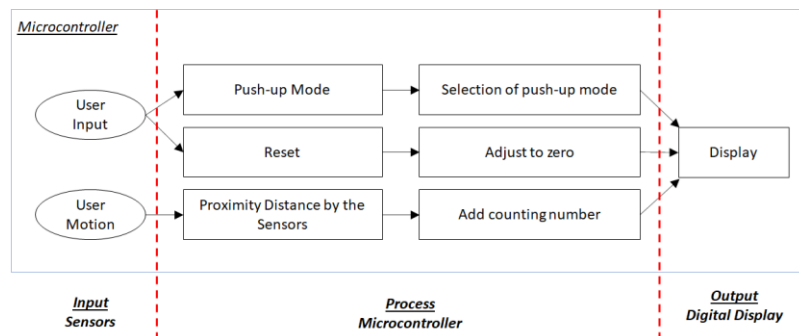 Microcontroller
User
Input
Push-up Mode
Selection of push-up mode
Reset
Adjust to zero
Display
User
Motion
Proximity Distance by the
Sensors
Add counting number
Input
Sensors
Process
Microcontroller
Output
Digital Display